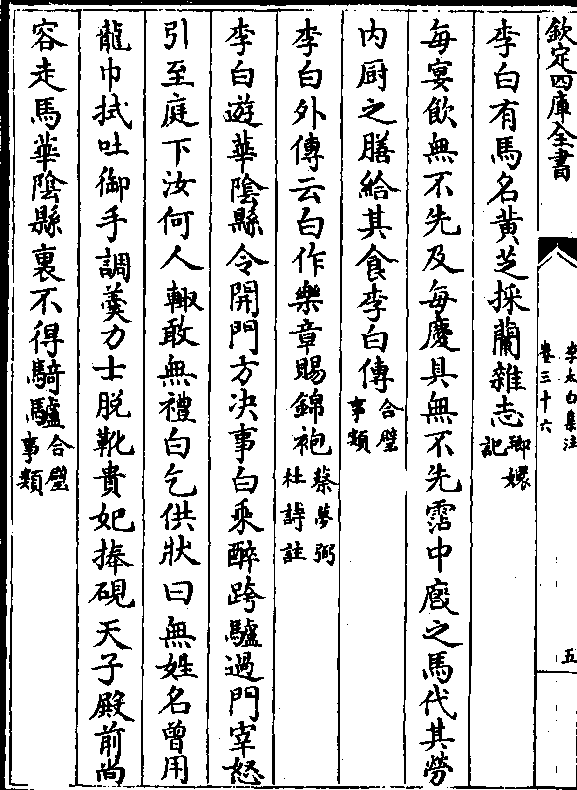 欽定四庫全書
李太白集注
卷三十六
五
李白有馬名黄芝採蘭雜志瑯嬛記
每宴飲無不先及每慶具無不先霑中廐之馬代其勞
内厨之膳給其食李白傳合璧事類
李白外傳云白作樂章賜錦袍蔡夢弼杜詩註
李白遊華陰縣令開門方决事白乘醉跨驢過門宰怒
引至庭下汝何人輙敢無禮白乞供狀曰無姓名曽用
龍巾拭吐御手調羮力士脱靴貴妃捧硯天子殿前尚
容走馬華陰縣裏不得騎驢合璧事類